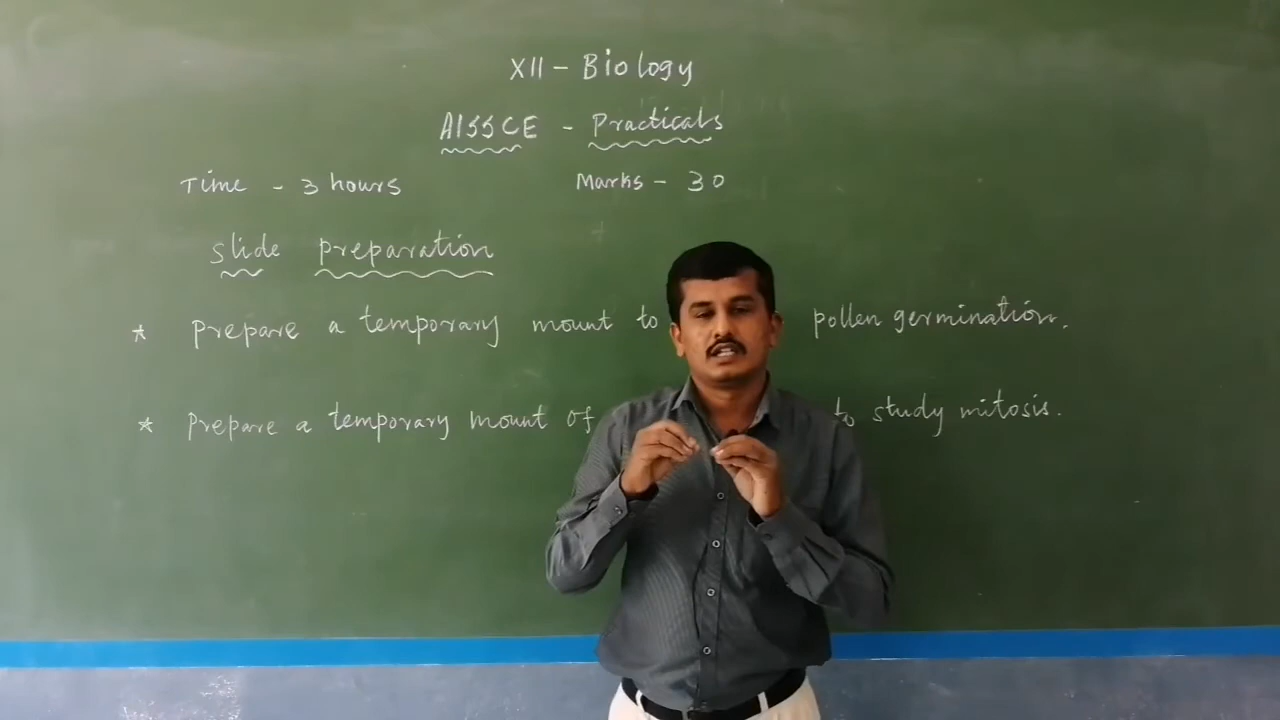 XII - Biology
AISSCE - Practicals
Time - 3 hours Marks - 30
Slide preparation
* Prepare a temporary mount to pollen germination.
* Prepare a temporary mount of to study mitosis.